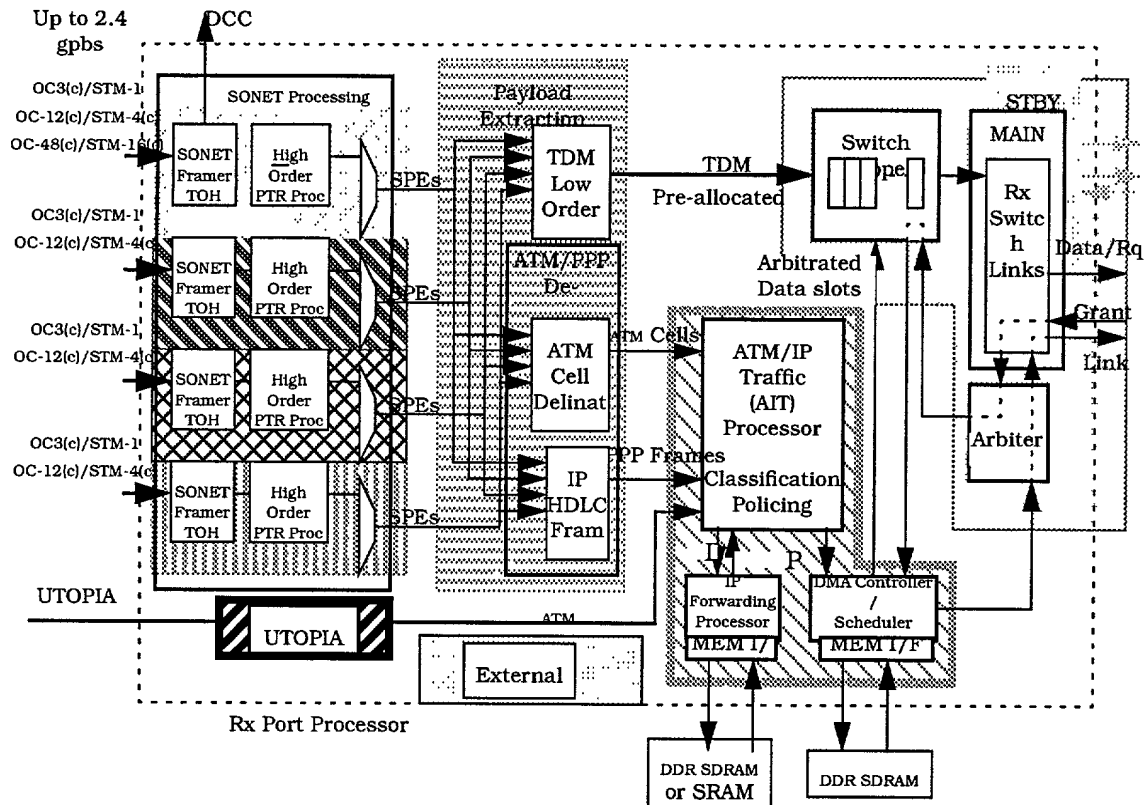 Up to 2.4
gpbs
DCC
OC3(c)/STM-1
OC-12(c)/STM-4(c
OC-48(c)/STM-16(c)
SONET Processing
SONET
Framer
TOH
High
Order
PTR Proc
SPEs
OC3(c)/STM-1
OC-12(c)/STM-4(c
SONET
Framer
TOH
High
Order
PTR Proc
SPEs
OC3(c)/STM-1
OC-12(c)/STM-4(c
SONET
Framer
TOH
High
Order
PTR Proc
SPEs
OC3(c)/STM-1
OC-12(c)/STM-4(c
SONET
Framer
TOH
High
Order
PTR Proc
SPEs
UTOPIA
UTOPIA
ATM
Payload
Extraction
TDM
Low
Order
ATM/PPP
De-
ATM
Cell
Delinat
IP
HDLC
Fram
External
TDM
Pre-allocated
ATM Cells
PPP Frames
ATM/IP
Traffic
(AIT)
Processor
Classification
Policing
D
P
IP
Forwarding
Processor
MEM I/
DMA Controller
/
Scheduler
MEM I/F
Switch
ope
Arbitrated
Data slots
STBY
MAIN
Rx
Switc
h
Links
Data/Rq
Grant
Link
Arbiter
Rx Port Processor
DDR SDRAM
or SRAM
DDR SDRAM